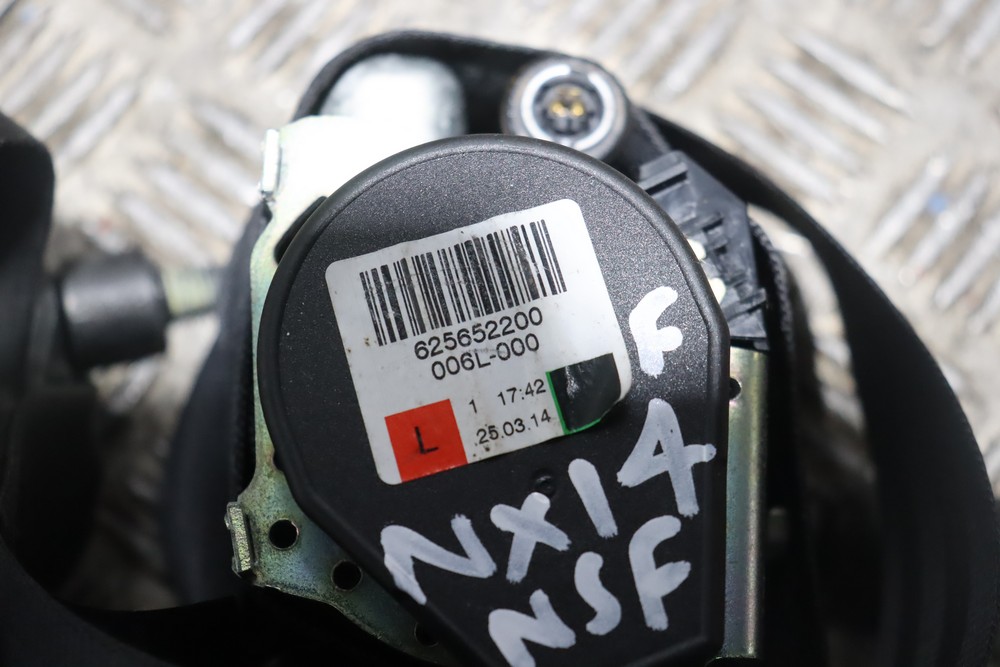 625652200
006L-000
1 17:42
L 25.03.14
F
NX14
NSF